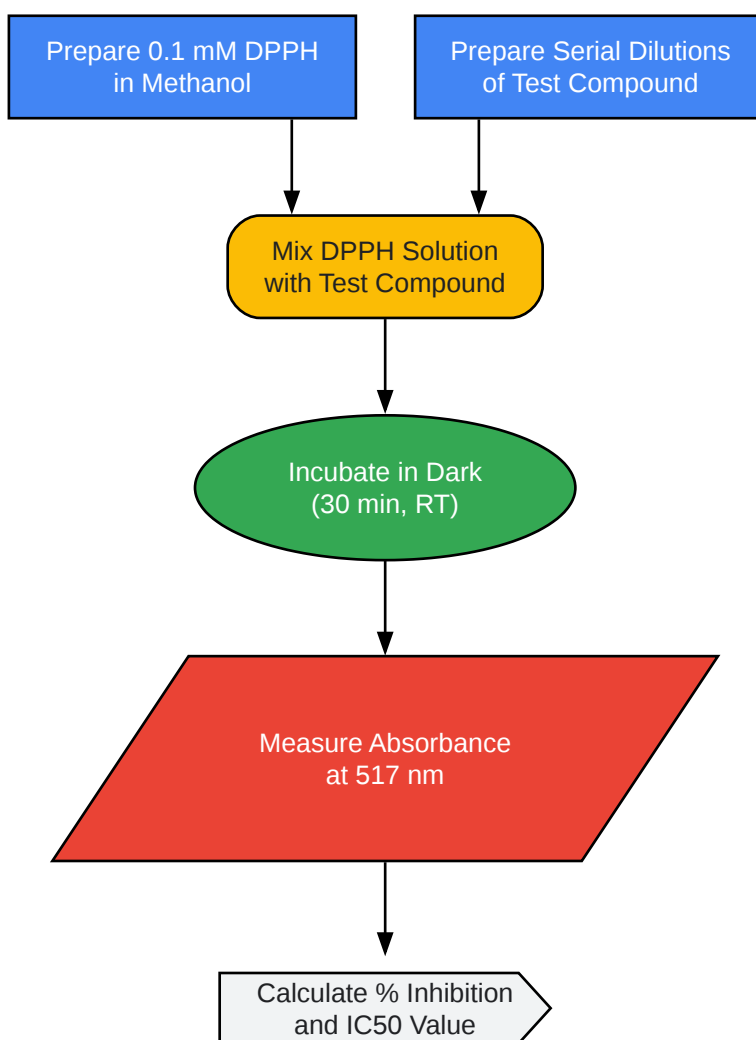 Prepare 0.1 mM DPPH
in Methanol
Prepare Serial Dilutions
of Test Compound
Mix DPPH Solution
with Test Compound
Incubate in Dark
(30 min, RT)
Measure Absorbance
at 517 nm
Calculate % Inhibition
and IC50 Value